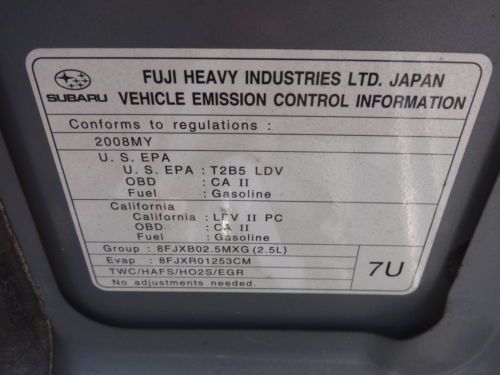 FUJI HEAVY INDUSTRIES LTD. JAPAN
SUBARU VEHICLE EMISSION CONTROL INFORMATION
Conforms to regulations :
2008MY
U. S. EPA
U. S. EPA : T2B5 LDV
OBD : CA II
Fuel : Gasoline
California
California : LEV II PC
OBD : CA II
Fuel : Gasoline
Group : 8FJXB02.5MXG (2.5L)
Evap : 8FJXR01253CM
TWC/HAFS/HO2S/EGR
No adjustments needed.
7U